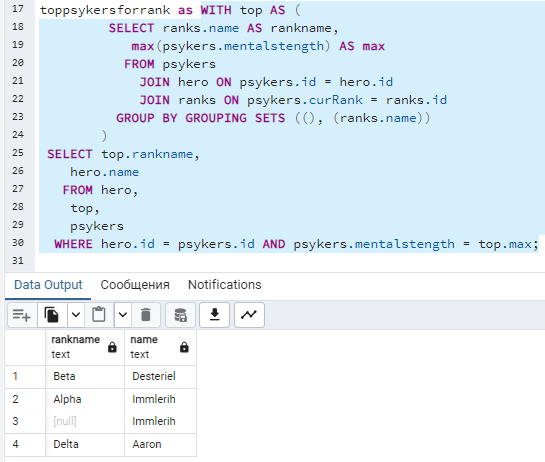 17 toppsykersforrank as WITH top AS (
18 SELECT ranks.name AS rankname,
19 max(psykers.mentalstength) AS max
20 FROM psykers
21 JOIN hero ON psykers.id = hero.id
22 JOIN ranks ON psykers.curRank = ranks.id
23 GROUP BY GROUPING SETS ((), (ranks.name))
24 )
25 SELECT top.rankname,
26 hero.name
27 FROM hero,
28 top,
29 psykers
30 WHERE hero.id = psykers.id AND psykers.mentalstength = top.max;
31
Data Output Сообщения Notifications
rankname text name text
1 Beta Desteriel
2 Alpha Immlerih
3 [null] Immlerih
4 Delta Aaron